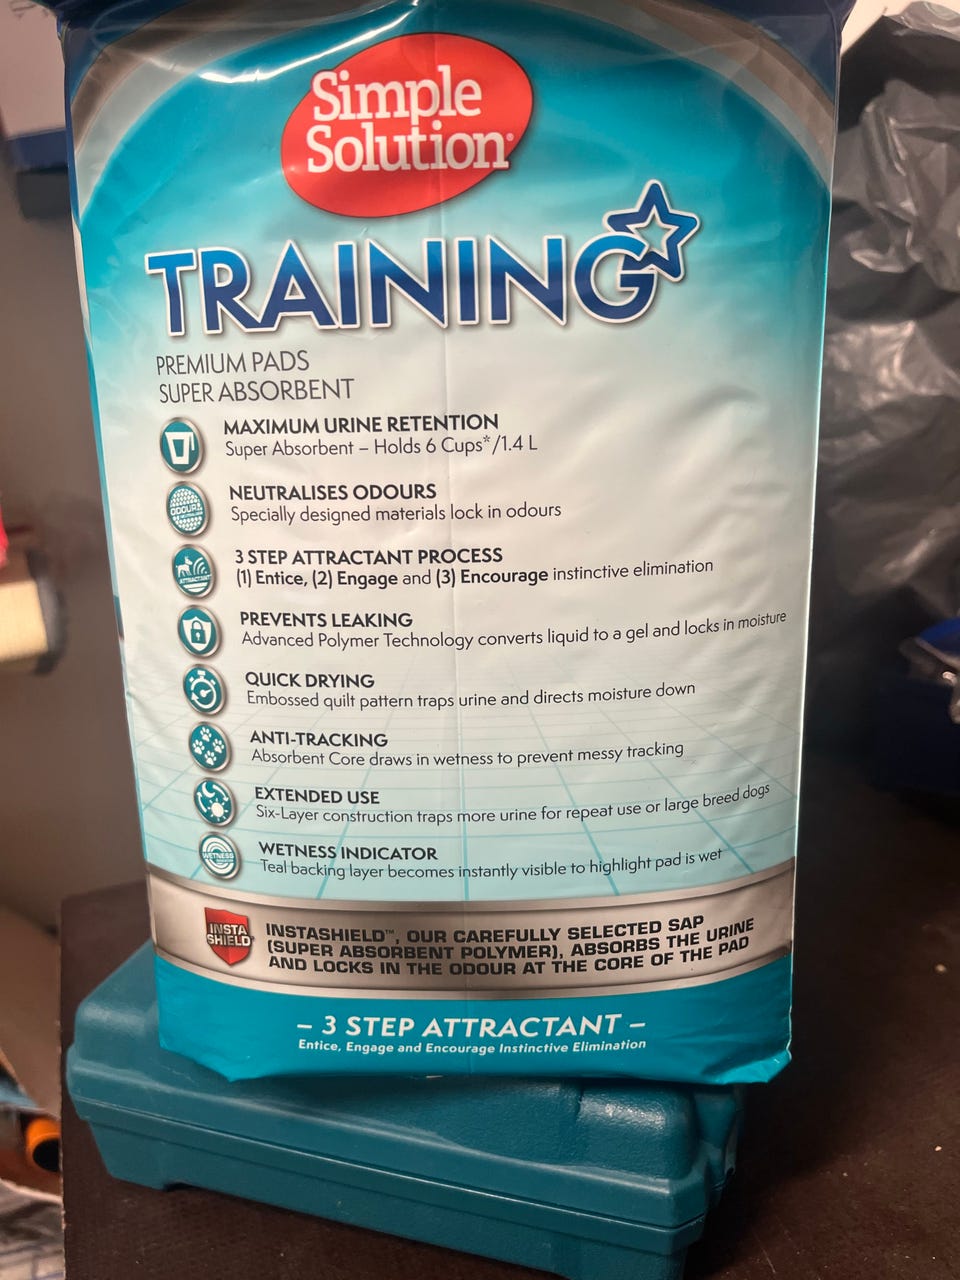 Simple
Solution®
TRAINING
PREMIUM PADS
SUPER ABSORBENT
MAXIMUM URINE RETENTION
Super Absorbent – Holds 6 Cups*/1.4 L
ODOUR
NEUTRALISES ODOURS
Specially designed materials lock in odours
ATTRACTANT
3 STEP ATTRACTANT PROCESS
(1) Entice, (2) Engage and (3) Encourage instinctive elimination
PREVENTS LEAKING
Advanced Polymer Technology converts liquid to a gel and locks in moisture
QUICK DRYING
Embossed quilt pattern traps urine and directs moisture down
ANTI-TRACKING
Absorbent Core draws in wetness to prevent messy tracking
EXTENDED USE
Six-Layer construction traps more urine for repeat use or large breed dogs
WETNESS
WETNESS INDICATOR
Teal backing layer becomes instantly visible to highlight pad is wet
INSTA
SHIELD
INSTASHIELD™, OUR CAREFULLY SELECTED SAP
(SUPER ABSORBENT POLYMER), ABSORBS THE URINE
AND LOCKS IN THE ODOUR AT THE CORE OF THE PAD
– 3 STEP ATTRACTANT –
Entice, Engage and Encourage Instinctive Elimination